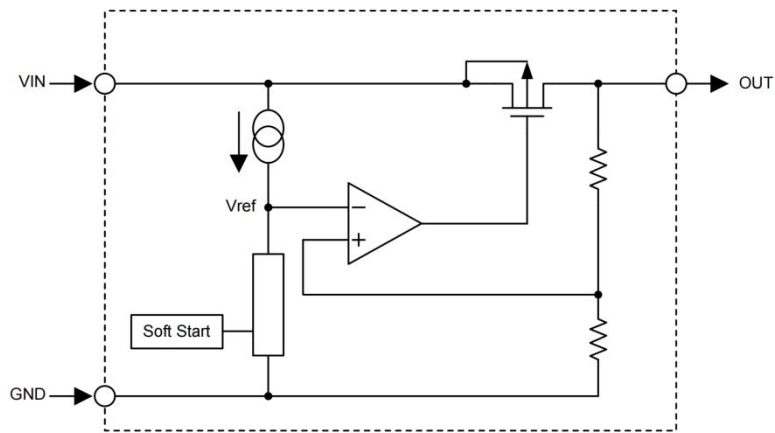 VIN
OUT
Vref
−
+
Soft Start
GND